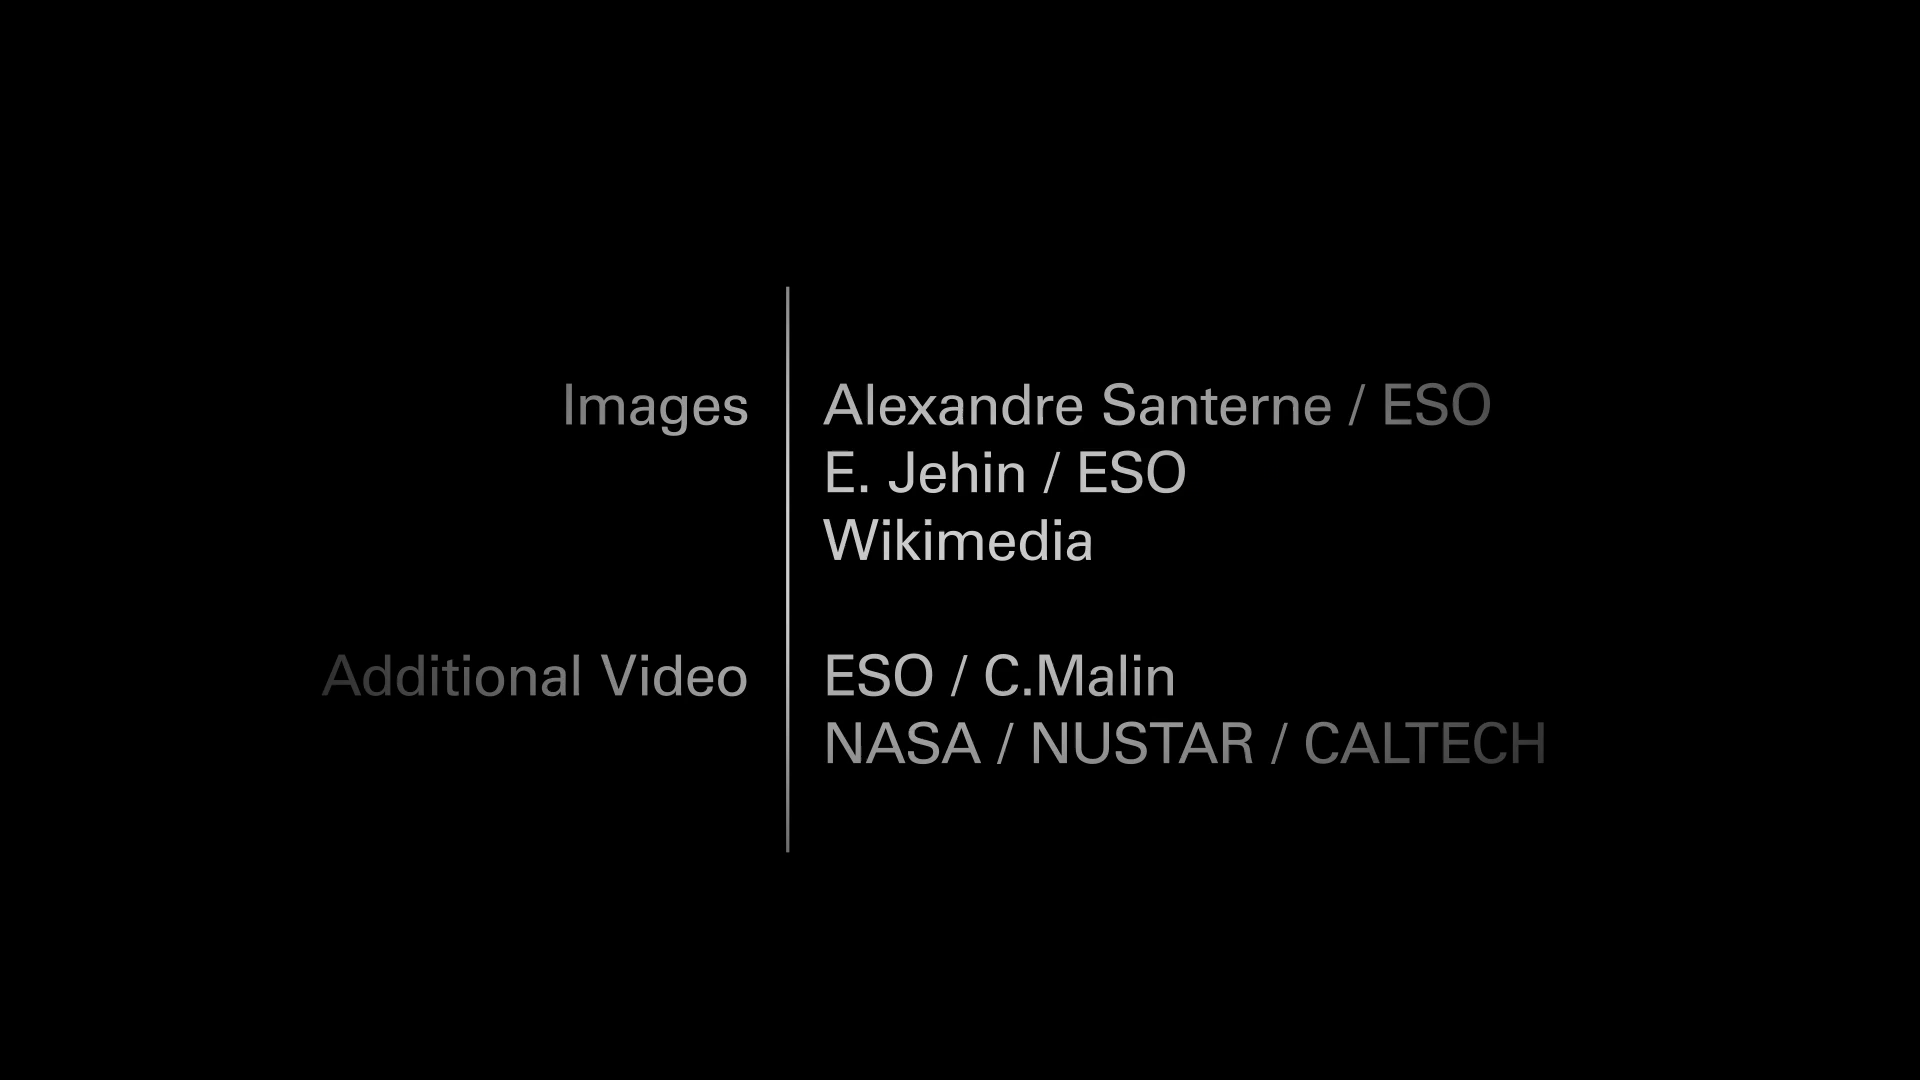 Images
Alexandre Santerne / ESO
E. Jehin / ESO
Wikimedia
Additional Video
ESO / C.Malin
NASA / NUSTAR / CALTECH